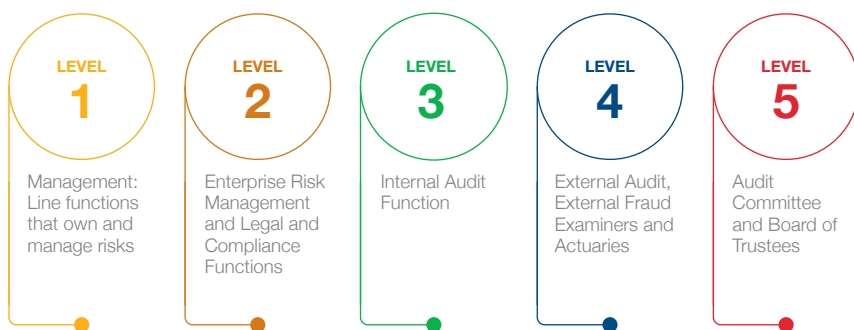 LEVEL
1
Management:
Line functions
that own and
manage risks
LEVEL
2
Enterprise Risk
Management
and Legal and
Compliance
Functions
LEVEL
3
Internal Audit
Function
LEVEL
4
External Audit,
External Fraud
Examiners and
Actuaries
LEVEL
5
Audit
Committee
and Board of
Trustees